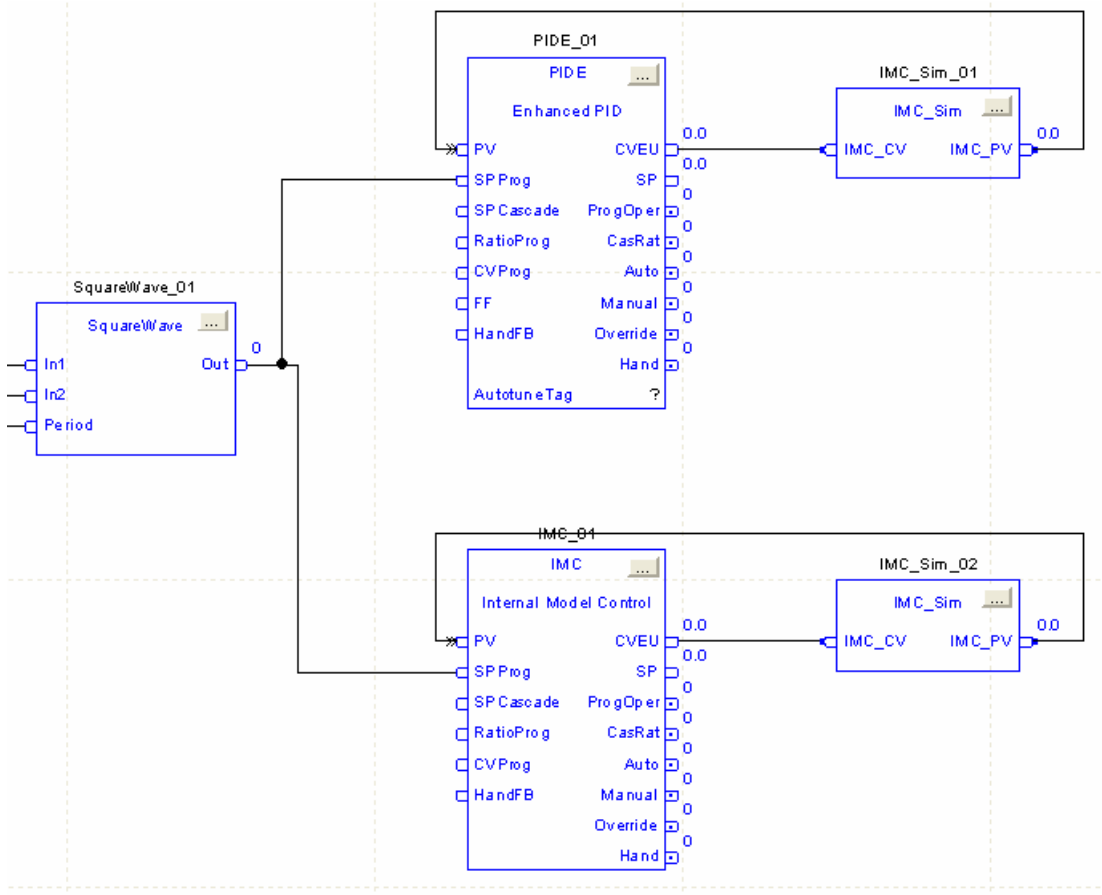 PIDE_01
PIDE ...
Enhanced PID
PV CVEU 0.0
SPProg SP 0.0
SPCascade ProgOper 0
RatioProg CasRat 0
CVProg Auto 0
FF Manual 0
HandFB Override 0
Hand 0
AutotuneTag ?
IMC_Sim_01
IMC_Sim ...
IMC_CV IMC_PV 0.0
SquareWave_01
SquareWave ...
In1 Out 0
In2
Period
IMC_01
IMC ...
Internal Model Control
PV CVEU 0.0
SPProg SP 0.0
SPCascade ProgOper 0
RatioProg CasRat 0
CVProg Auto 0
HandFB Manual 0
Override 0
Hand 0
IMC_Sim_02
IMC_Sim ...
IMC_CV IMC_PV 0.0